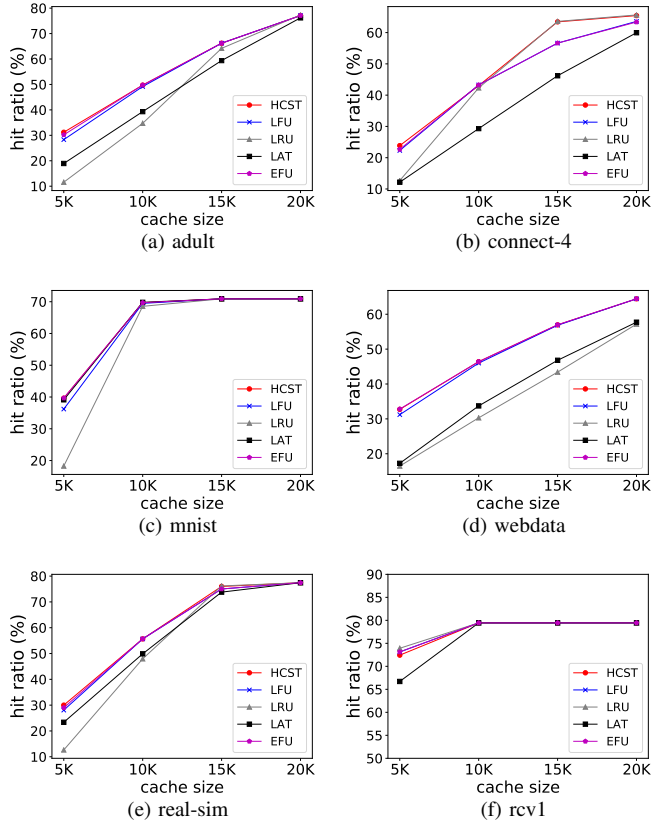 80
70
60
50
40
30
20
10
hit ratio (%)
HCST
LFU
LRU
LAT
EFU
5K 10K 15K 20K
cache size
(a) adult
60
50
40
30
20
10
hit ratio (%)
HCST
LFU
LRU
LAT
EFU
5K 10K 15K 20K
cache size
(b) connect-4
70
60
50
40
30
20
hit ratio (%)
HCST
LFU
LRU
LAT
EFU
5K 10K 15K 20K
cache size
(c) mnist
60
50
40
30
20
hit ratio (%)
HCST
LFU
LRU
LAT
EFU
5K 10K 15K 20K
cache size
(d) webdata
80
70
60
50
40
30
20
10
hit ratio (%)
HCST
LFU
LRU
LAT
EFU
5K 10K 15K 20K
cache size
(e) real-sim
90
85
80
75
70
65
60
55
50
hit ratio (%)
HCST
LFU
LRU
LAT
EFU
5K 10K 15K 20K
cache size
(f) rcv1